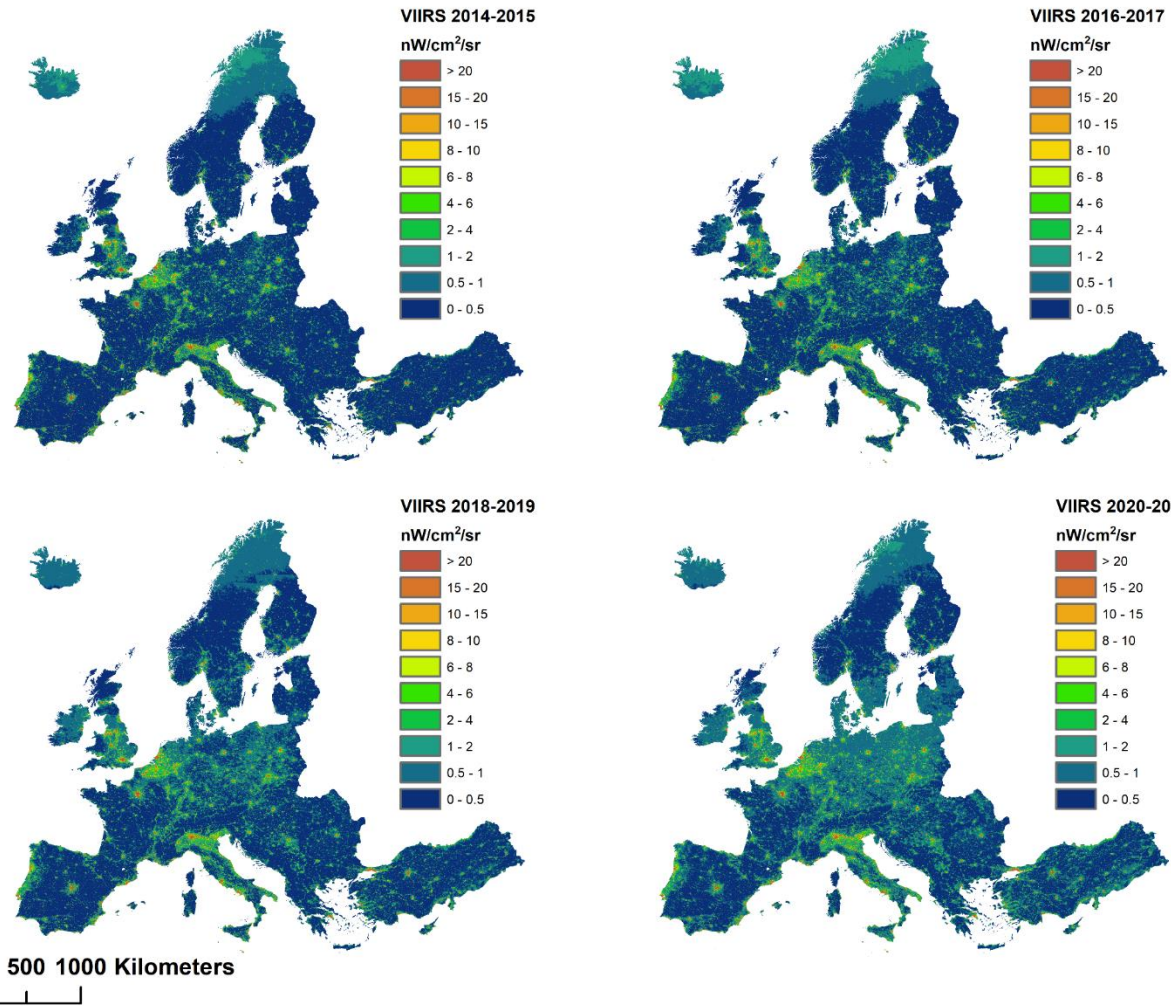 VIIRS 2014-2015
nW/cm²/sr
> 20
15 - 20
10 - 15
8 - 10
6 - 8
4 - 6
2 - 4
1 - 2
0.5 - 1
0 - 0.5
VIIRS 2016-2017
nW/cm²/sr
> 20
15 - 20
10 - 15
8 - 10
6 - 8
4 - 6
2 - 4
1 - 2
0.5 - 1
0 - 0.5
VIIRS 2018-2019
nW/cm²/sr
> 20
15 - 20
10 - 15
8 - 10
6 - 8
4 - 6
2 - 4
1 - 2
0.5 - 1
0 - 0.5
VIIRS 2020-20
nW/cm²/sr
> 20
15 - 20
10 - 15
8 - 10
6 - 8
4 - 6
2 - 4
1 - 2
0.5 - 1
0 - 0.5
500 1000 Kilometers